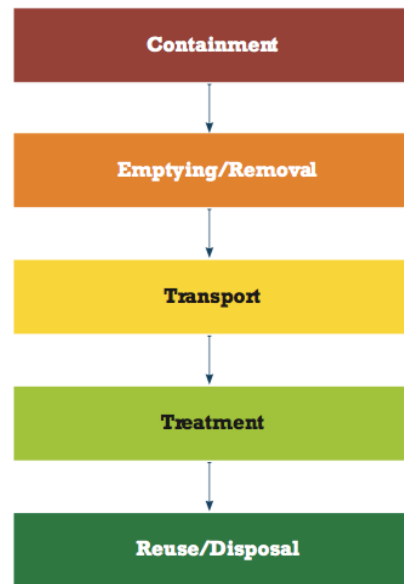 Containment
Emptying/Removal
Transport
Treatment
Reuse/Disposal